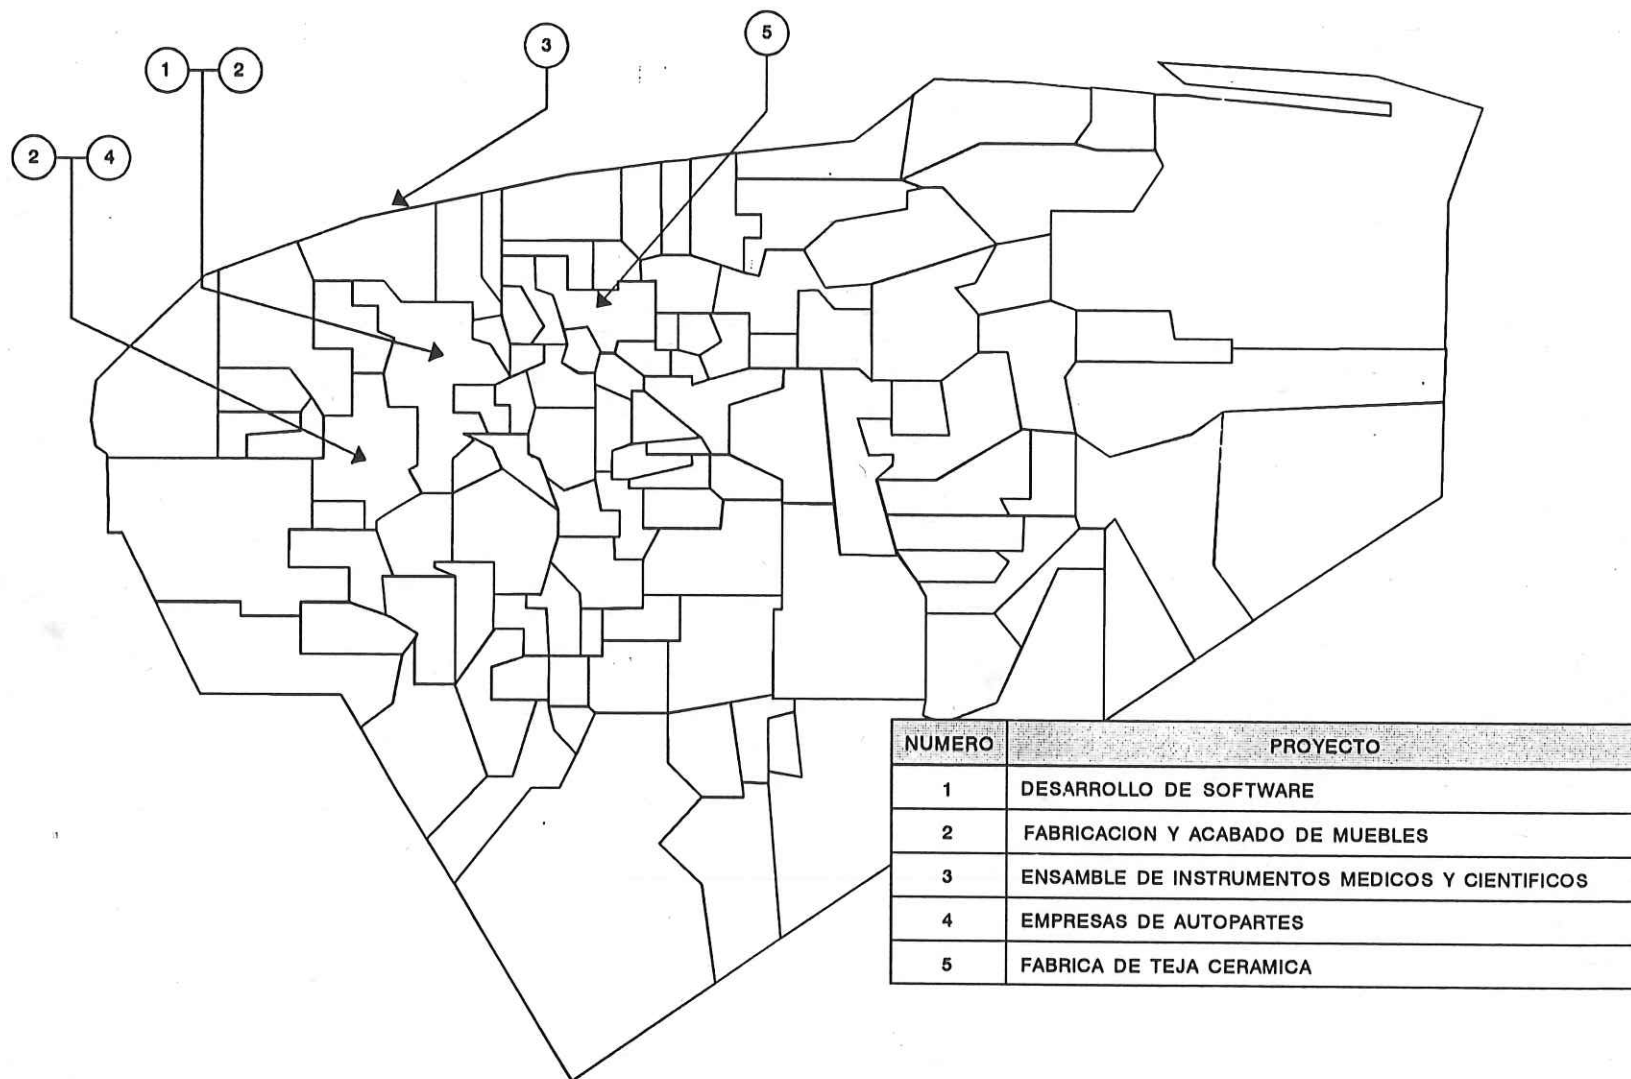 3
5
1 2
2 4
NUMERO PROYECTO
1 DESARROLLO DE SOFTWARE
2 FABRICACION Y ACABADO DE MUEBLES
3 ENSAMBLE DE INSTRUMENTOS MEDICOS Y CIENTIFICOS
4 EMPRESAS DE AUTOPARTES
5 FABRICA DE TEJA CERAMICA